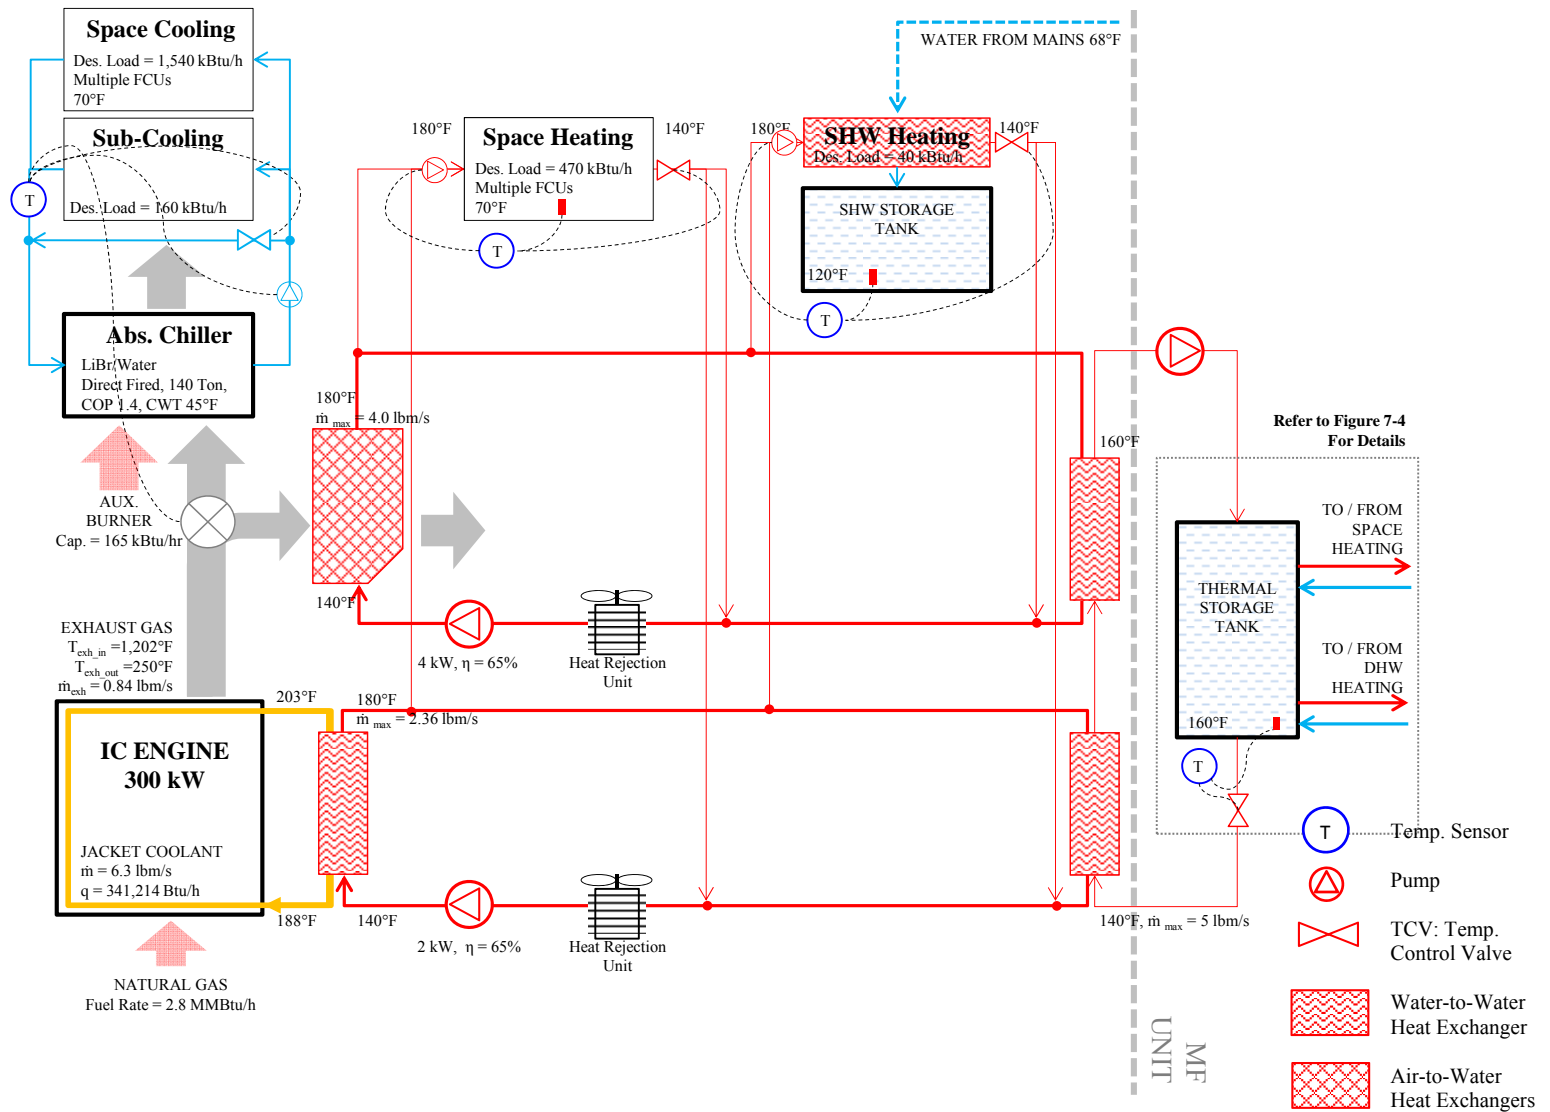 Space Cooling
Des. Load = 1,540 kBtu/h
Multiple FCUs
70°F
Sub-Cooling
Des. Load = 160 kBtu/h
T
Abs. Chiller
LiBr/Water
Direct Fired, 140 Ton,
COP 1.4, CWT 45°F
AUX.
BURNER
Cap. = 165 kBtu/hr
EXHAUST GAS
T exh_in =1,202°F
T exh_out =250°F
ṁ exh = 0.84 lbm/s
IC ENGINE
300 kW
JACKET COOLANT
ṁ = 6.3 lbm/s
q = 341,214 Btu/h
NATURAL GAS
Fuel Rate = 2.8 MMBtu/h
203°F
188°F
180°F
ṁ max = 2.36 lbm/s
140°F
2 kW, η = 65%
Heat Rejection
Unit
180°F
ṁ max = 4.0 lbm/s
140°F
4 kW, η = 65%
Heat Rejection
Unit
180°F
Space Heating
Des. Load = 470 kBtu/h
Multiple FCUs
70°F
140°F
T
WATER FROM MAINS 68°F
180°F
SHW Heating
Des. Load = 40 kBtu/h
140°F
SHW STORAGE
TANK
120°F
T
160°F
140°F, ṁ max = 5 lbm/s
Refer to Figure 7-4
For Details
THERMAL
STORAGE
TANK
160°F
T
TO / FROM
SPACE
HEATING
TO / FROM
DHW
HEATING
T
Temp. Sensor
Pump
TCV: Temp.
Control Valve
Water-to-Water
Heat Exchanger
Air-to-Water
Heat Exchangers
MF
UNIT